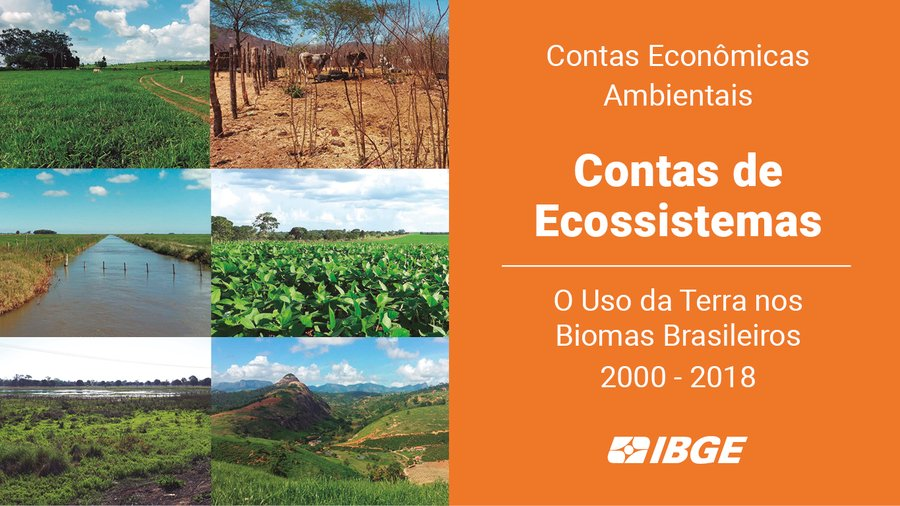 Contas Econômicas
Ambientais
Contas de
Ecossistemas
O Uso da Terra nos
Biomas Brasileiros
2000 - 2018
IBGE